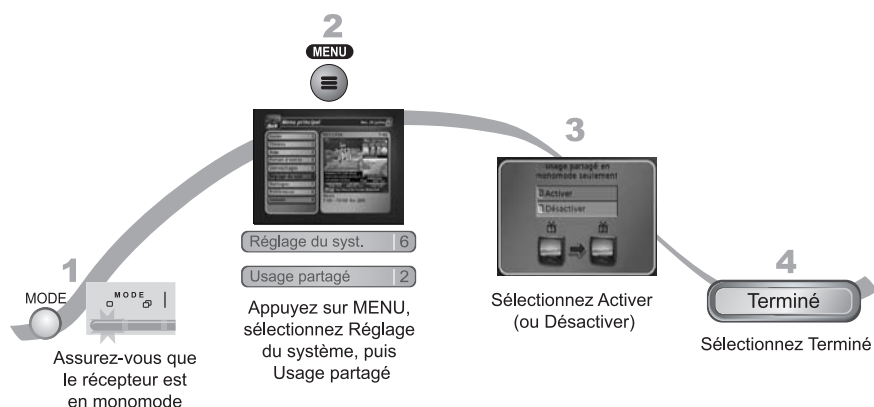 1
MODE
MODE
Assurez-vous que
le récepteur est
en monomode
2
MENU
Menu principal
Réglage du syst. 6
Usage partagé 2
Appuyez sur MENU,
sélectionnez Réglage
du système, puis
Usage partagé
3
Usage partagé en
monomode seulement
Activer
Désactiver
Sélectionnez Activer
(ou Désactiver)
4
Terminé
Sélectionnez Terminé